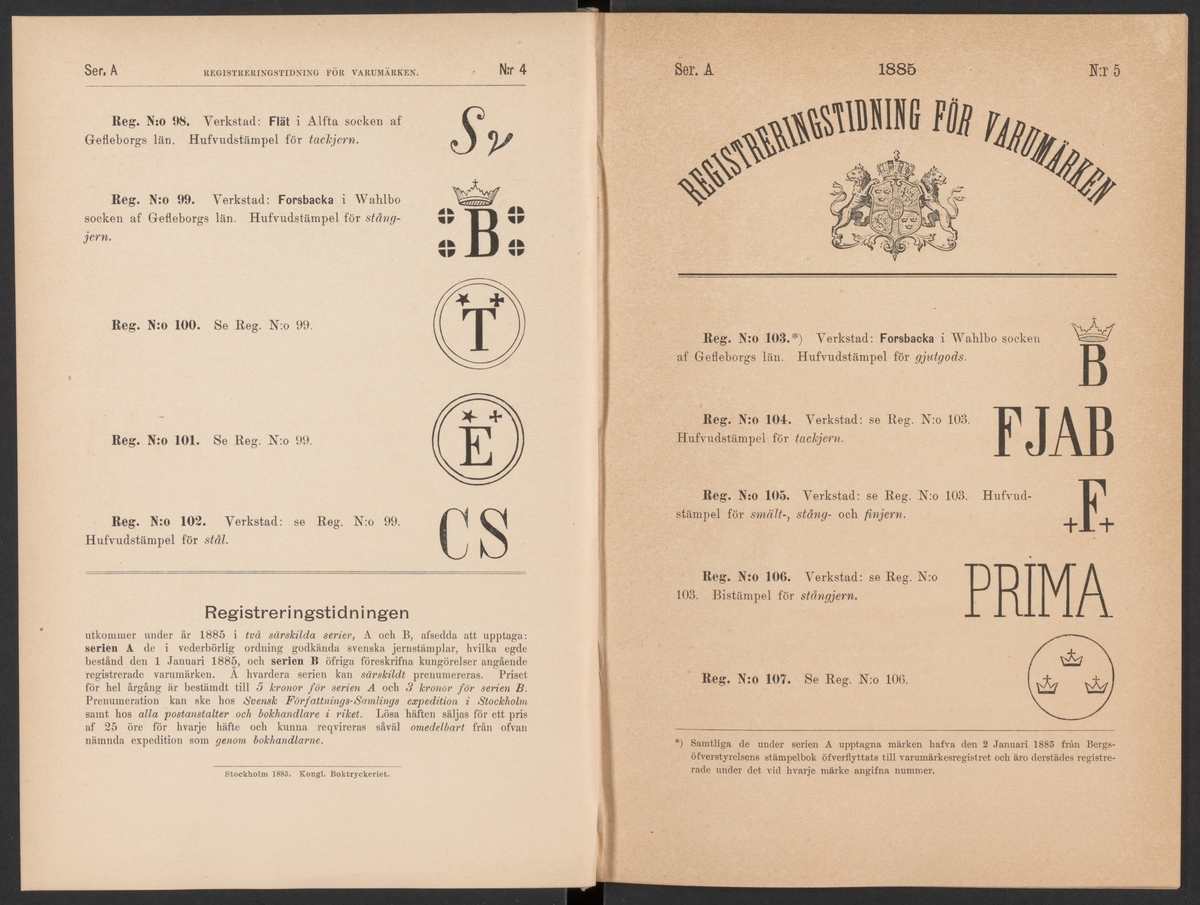 Ser. A REGISTRERINGSTIDNING FÖR VARUMÄRKEN. N:r 4
Reg. N:o 98. Verkstad: Flät i Alfta socken af
Gefleborgs län. Hufvudstämpel för tackjern.
Sv
Reg. N:o 99. Verkstad: Forsbacka i Wahlbo
socken af Gefleborgs län. Hufvudstämpel för stång-
jern.
B
Reg. N:o 100. Se Reg. N:o 99.
T
Reg. N:o 101. Se Reg. N:o 99.
E
Reg. N:o 102. Verkstad: se Reg. N:o 99.
Hufvudstämpel för stål.
CS
Registreringstidningen
utkommer under år 1885 i två särskilda serier, A och B, afsedda att upptaga:
serien A de i vederbörlig ordning godkända svenska jernstämplar, hvilka egde
bestånd den 1 Januari 1885, och serien B öfriga föreskrifna kungörelser angående
registrerade varumärken. Å hvardera serien kan särskildt prenumereras. Priset
för hel årgång är bestämdt till 5 kronor för serien A och 3 kronor för serien B.
Prenumeration kan ske hos Svensk Författnings-Samlings expedition i Stockholm
samt hos alla postanstalter och bokhandlare i riket. Lösa häften säljas för ett pris
af 25 öre för hvarje häfte och kunna reqvireras såväl omedelbart från ofvan
nämnda expedition som genom bokhandlarne.
Stockholm 1885. Kongl. Boktryckeriet.
Ser. A 1885 N:r 5
REGISTRERINGSTIDNING FÖR VARUMÄRKEN
Reg. N:o 103.*) Verkstad: Forsbacka i Wahlbo socken
af Gefleborgs län. Hufvudstämpel för gjutgods.
B
Reg. N:o 104. Verkstad: se Reg. N:o 103.
Hufvudstämpel för tackjern.
FJAB
Reg. N:o 105. Verkstad: se Reg. N:o 103. Hufvud-
stämpel för smält-, stång- och finjern.
+F+
Reg. N:o 106. Verkstad: se Reg. N:o
103. Bistämpel för stångjern.
PRIMA
Reg. N:o 107. Se Reg. N:o 106.
*) Samtliga de under serien A upptagna märken hafva den 2 Januari 1885 från Bergs-
öfverstyrelsens stämpelbok öfverflyttats till varumärkesregistret och äro derstädes registre-
rade under det vid hvarje märke angifna nummer.